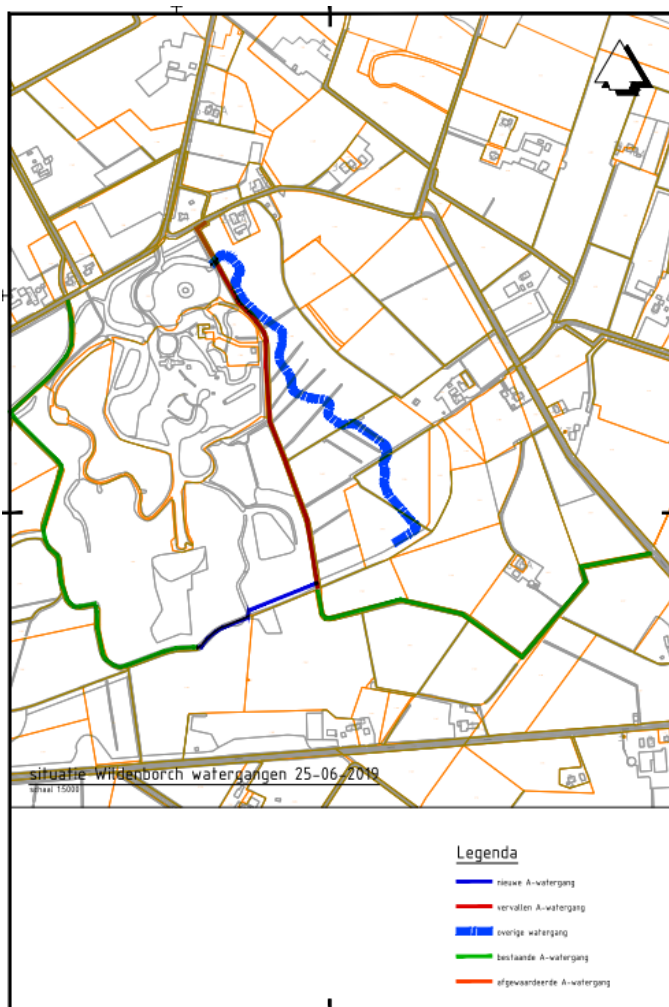 situatie Wildenborch watergangen 25-06-2019
schaal 1:5000
Legenda
nieuwe A-watergang
vervallen A-watergang
overige watergang
bestaande A-watergang
afgewaardeerde A-watergang